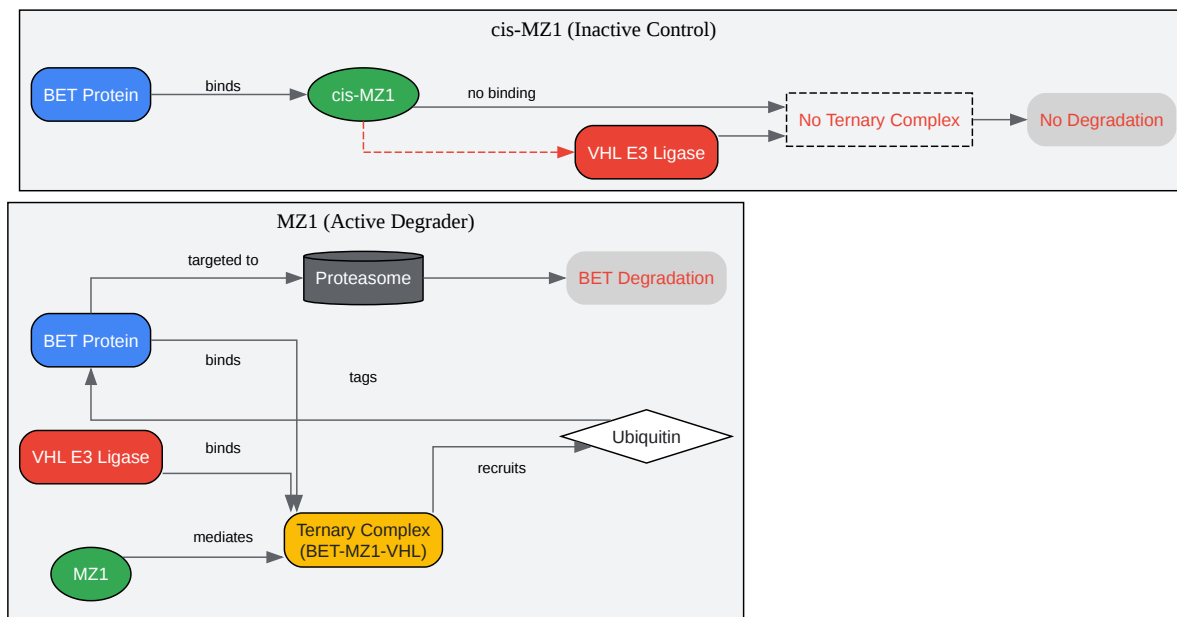 cis-MZ1 (Inactive Control)
BET Protein
binds
cis-MZ1
no binding
No Ternary Complex
No Degradation
VHL E3 Ligase
MZ1 (Active Degrader)
targeted to
Proteasome
BET Degradation
BET Protein
binds
tags
VHL E3 Ligase
binds
Ubiquitin
recruits
Ternary Complex
(BET-MZ1-VHL)
mediates
MZ1